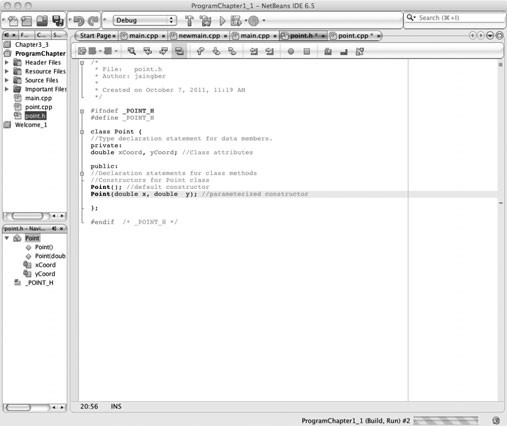 ProgramChapter1_1 – NetBeans IDE 6.5
Debug
Search (⌘+I)
F...
C...
S...
Chapter3_3
ProgramChapter
Header Files
Resource Files
Source Files
Important Files
main.cpp
point.cpp
point.h
Welcome_1
Start Page
main.cpp
newmain.cpp
main.cpp
point.h *
point.cpp *
/*
* File:   point.h
* Author: jaingber
*
* Created on October 7, 2011, 11:19 AM
*/
#ifndef _POINT_H
#define _POINT_H
class Point {
//Type declaration statement for data members.
private:
double xCoord, yCoord; //Class attributes
public:
//Declaration statements for class methods
//Constructors for Point class
Point(); //default constructor
Point(double x, double  y); //parameterized constructor
};
#endif  /* _POINT_H */
point.h – Navi...
Point
Point()
Point(doub
xCoord
yCoord
_POINT_H
20:56
INS
ProgramChapter1_1 (Build, Run) #2